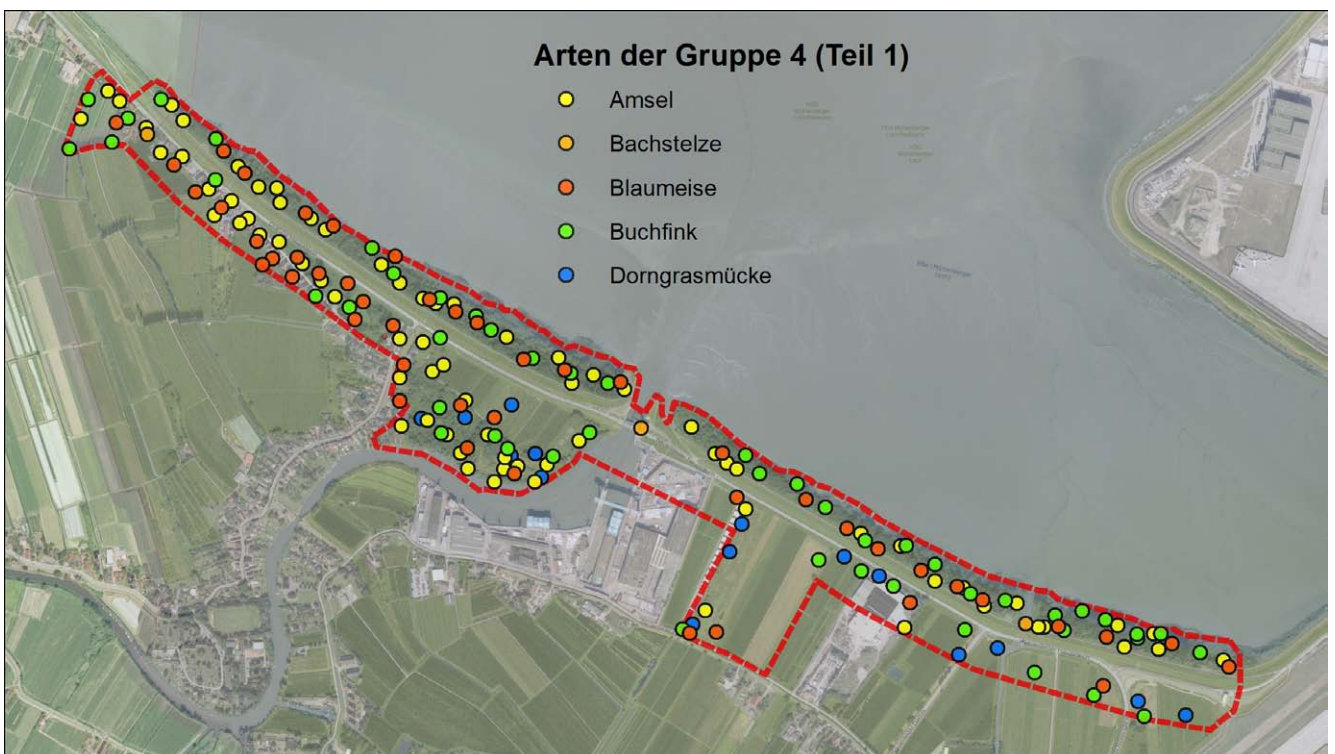 Arten der Gruppe 4 (Teil 1)
Amsel
Bachstelze
Blaumeise
Buchfink
Dorngrasmücke